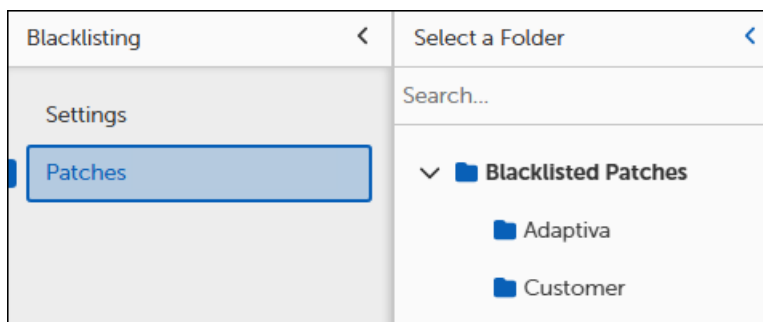 Blacklisting
Settings
Patches
Select a Folder
Search...
Blacklisted Patches
Adaptiva
Customer